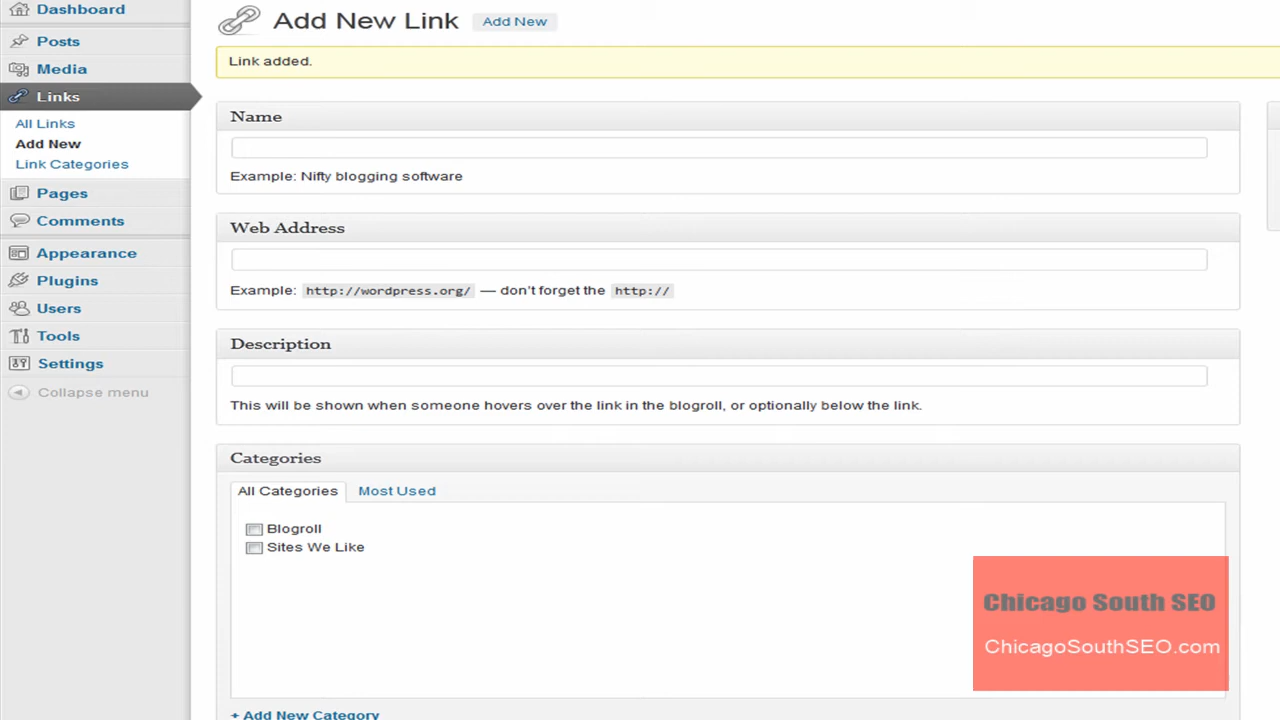 Dashboard
Posts
Media
Links
All Links
Add New
Link Categories
Pages
Comments
Appearance
Plugins
Users
Tools
Settings
Collapse menu
Add New Link Add New
Link added.
Name
Example: Nifty blogging software
Web Address
Example: http://wordpress.org/ — don't forget the http://
Description
This will be shown when someone hovers over the link in the blogroll, or optionally below the link.
Categories
All Categories Most Used
Blogroll
Sites We Like
+ Add New Category
Chicago South SEO
ChicagoSouthSEO.com